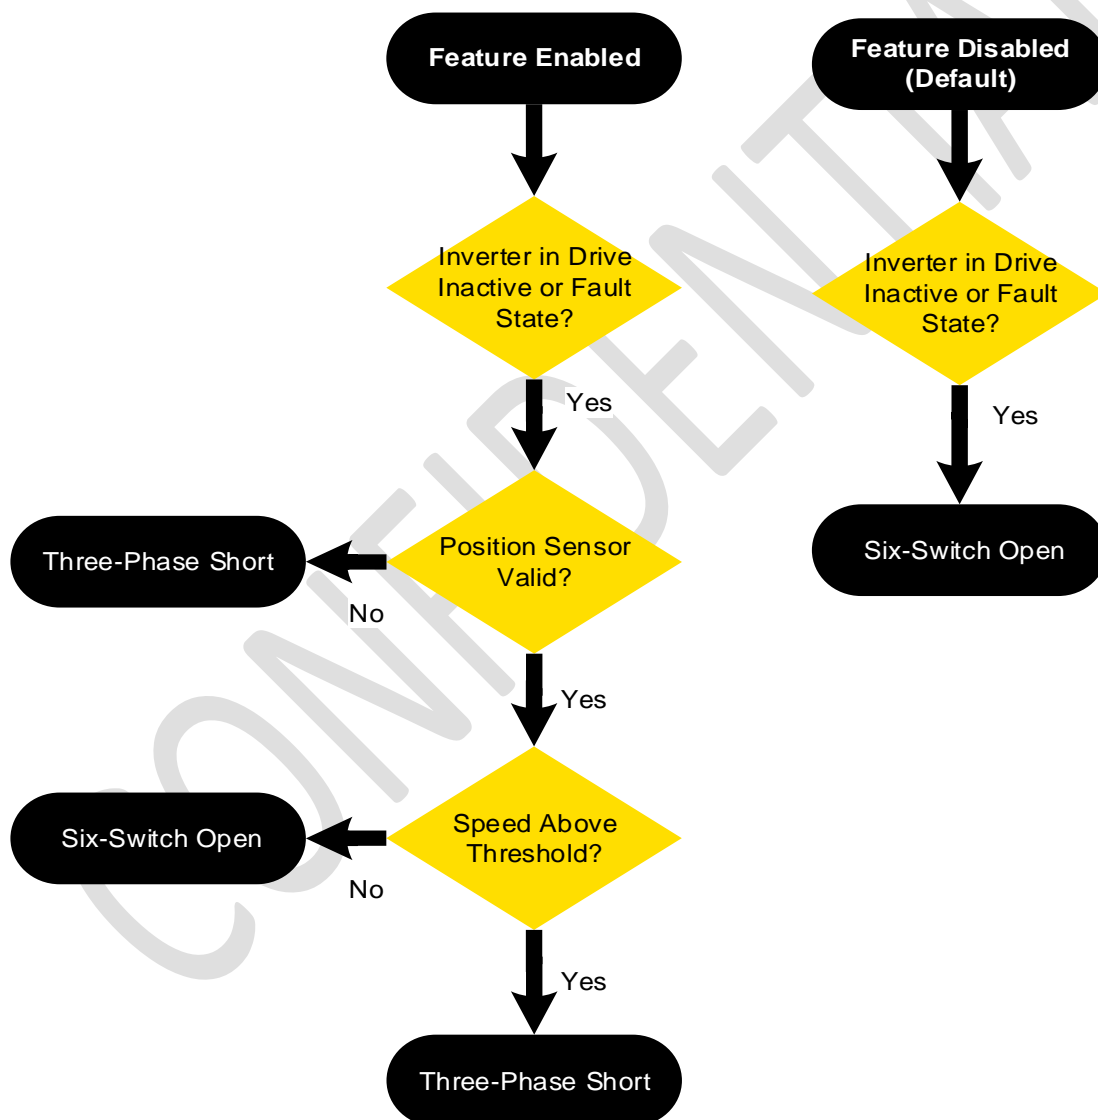 Feature Enabled
Feature Disabled
(Default)
Inverter in Drive
Inactive or Fault
State?
Inverter in Drive
Inactive or Fault
State?
Yes
Yes
Three-Phase Short
Position Sensor
Valid?
Six-Switch Open
No
Yes
Six-Switch Open
Speed Above
Threshold?
No
Yes
Three-Phase Short
CONFIDENTIA